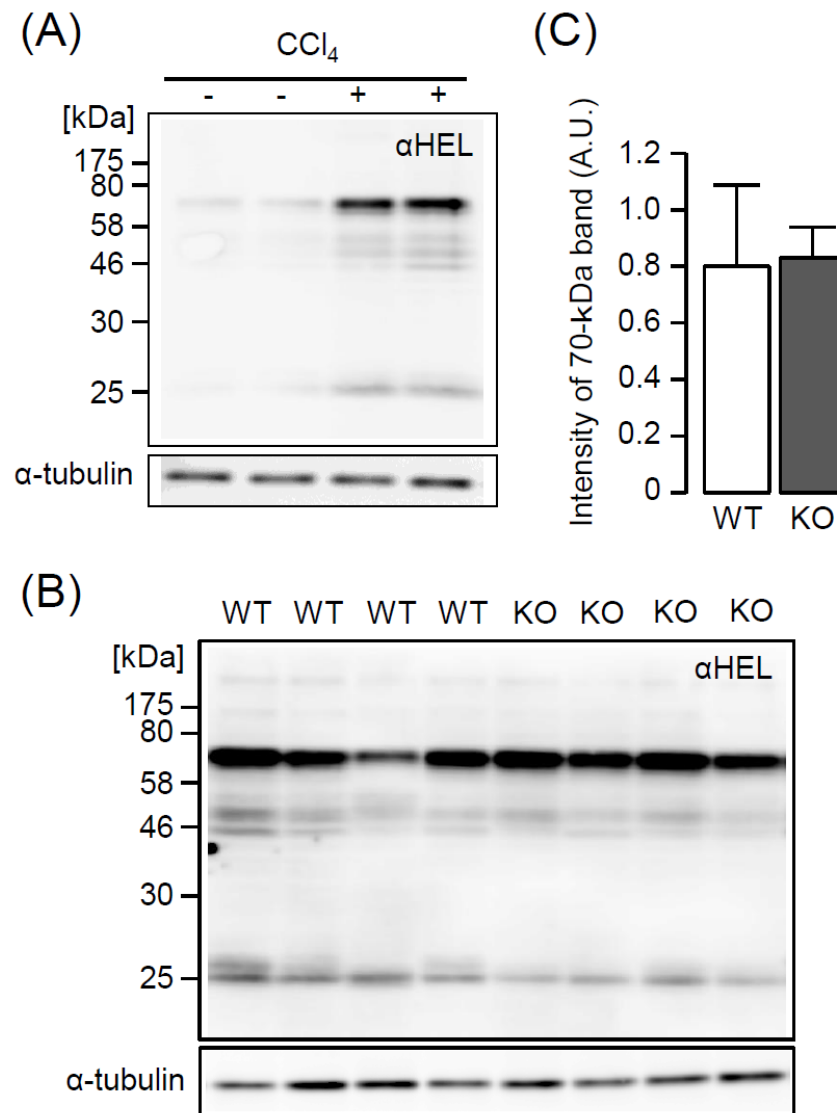 (A)
CCl4
- - + +
[kDa]
αHEL
175
80
58
46
30
25
α-tubulin
(C)
Intensity of 70-kDa band (A.U.)
1.2
1.0
0.8
0.6
0.4
0.2
0
WT KO
(B)
WT WT WT WT KO KO KO KO
[kDa]
αHEL
175
80
58
46
30
25
α-tubulin